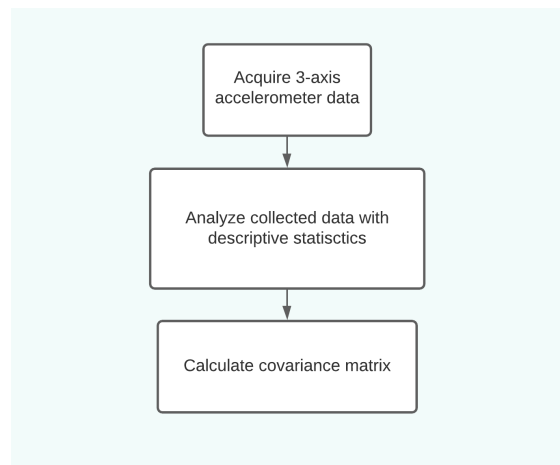 Acquire 3-axis
accelerometer data
Analyze collected data with
descriptive statisctics
Calculate covariance matrix